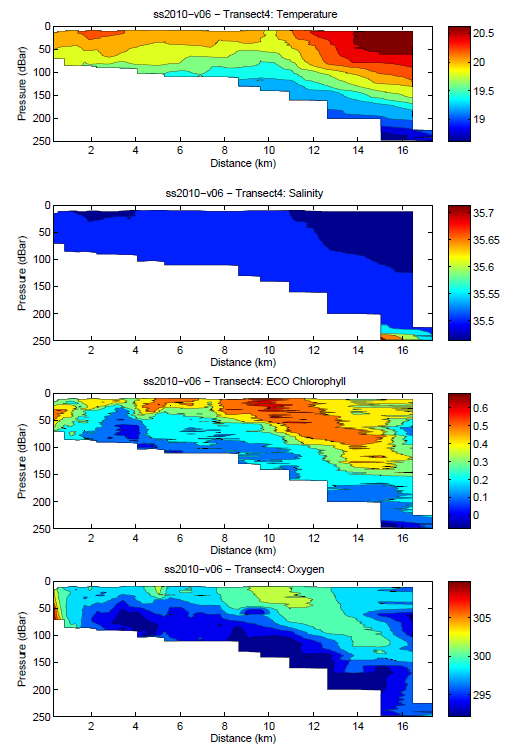 ss2010−v06 − Transect4: Temperature
0
50
100
150
200
250
Pressure (dBar)
2 4 6 8 10 12 14 16
Distance (km)
20.5
20
19.5
19
ss2010−v06 − Transect4: Salinity
0
50
100
150
200
250
Pressure (dBar)
2 4 6 8 10 12 14 16
Distance (km)
35.7
35.65
35.6
35.55
35.5
ss2010−v06 − Transect4: ECO Chlorophyll
0
50
100
150
200
250
Pressure (dBar)
2 4 6 8 10 12 14 16
Distance (km)
0.6
0.5
0.4
0.3
0.2
0.1
0
ss2010−v06 − Transect4: Oxygen
0
50
100
150
200
250
Pressure (dBar)
2 4 6 8 10 12 14 16
Distance (km)
305
300
295